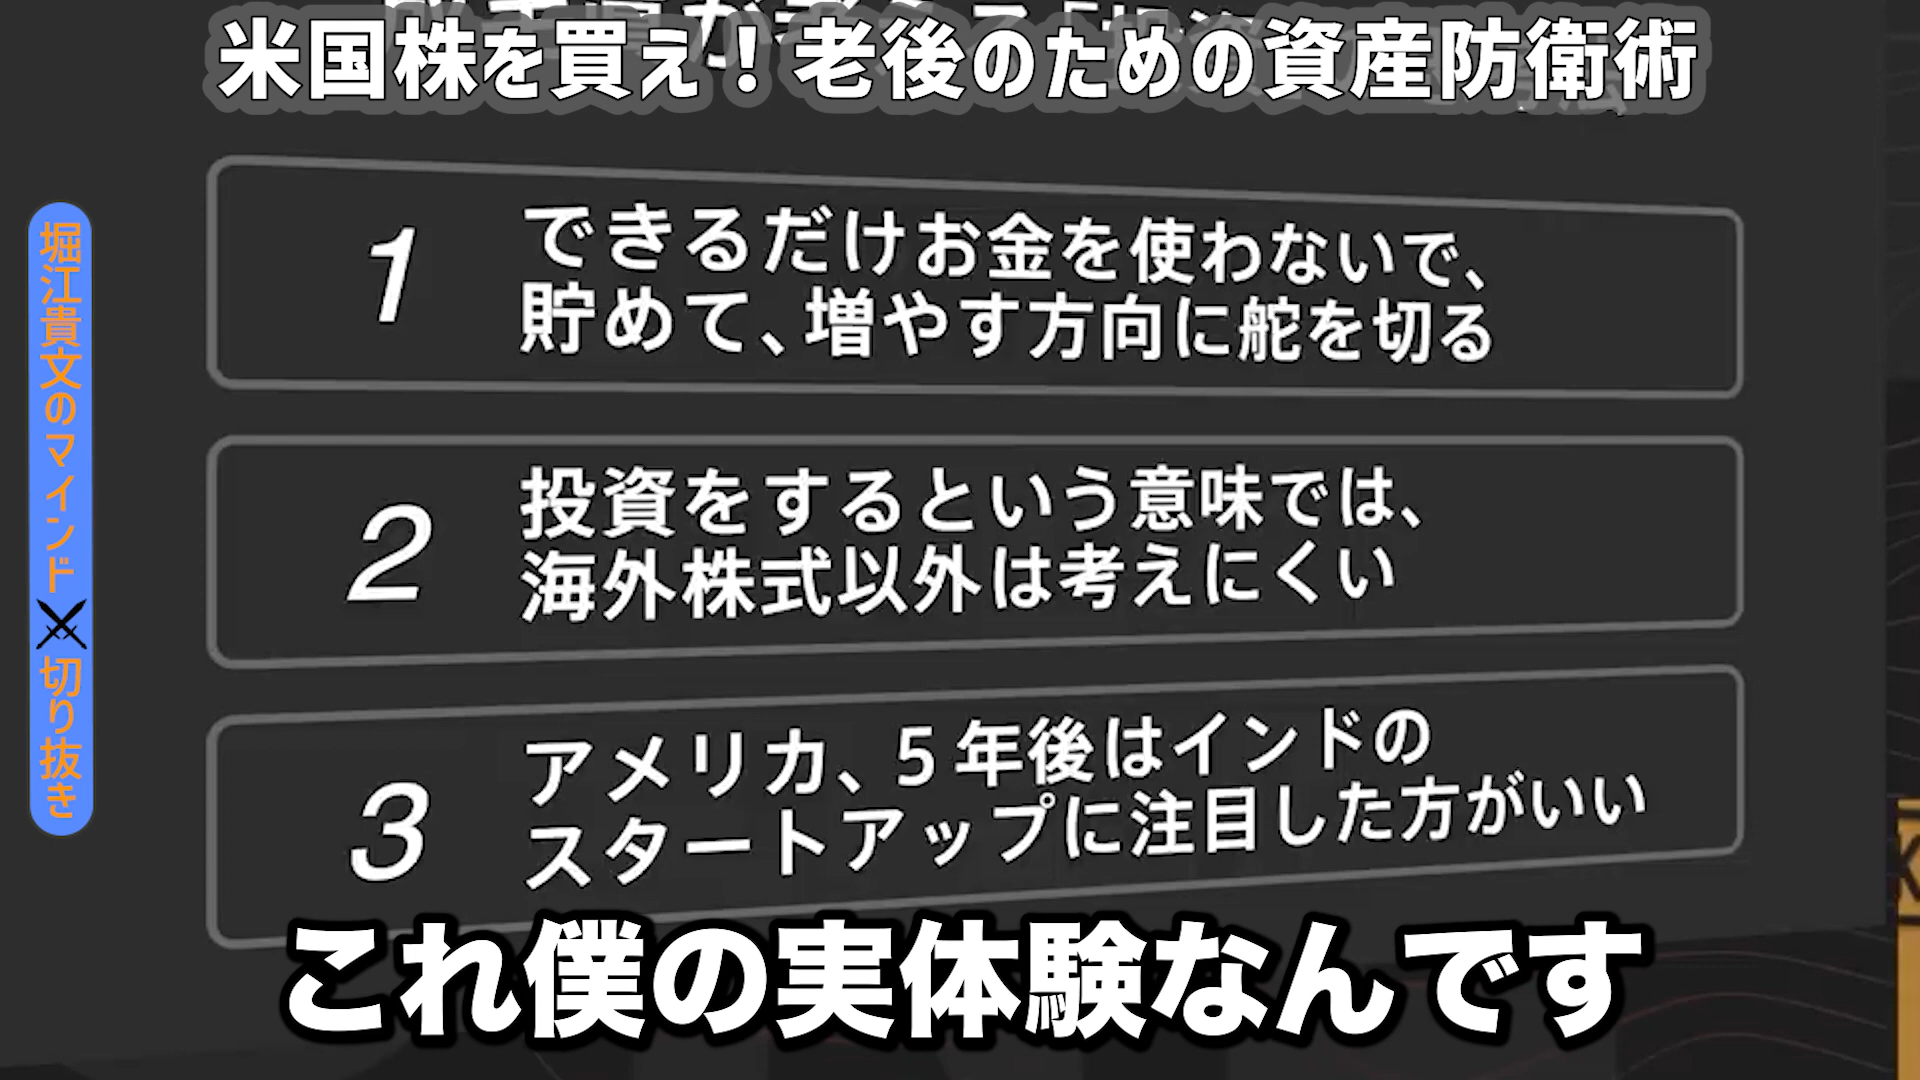 米国株を買え！老後のための資産防衛術
堀江貴文のマインド
切り抜き
1
できるだけお金を使わないで、
貯めて、増やす方向に舵を切る
2
投資をするという意味では、
海外株式以外は考えにくい
3
アメリカ、5年後はインドの
スタートアップに注目した方がいい
これ僕の実体験なんです